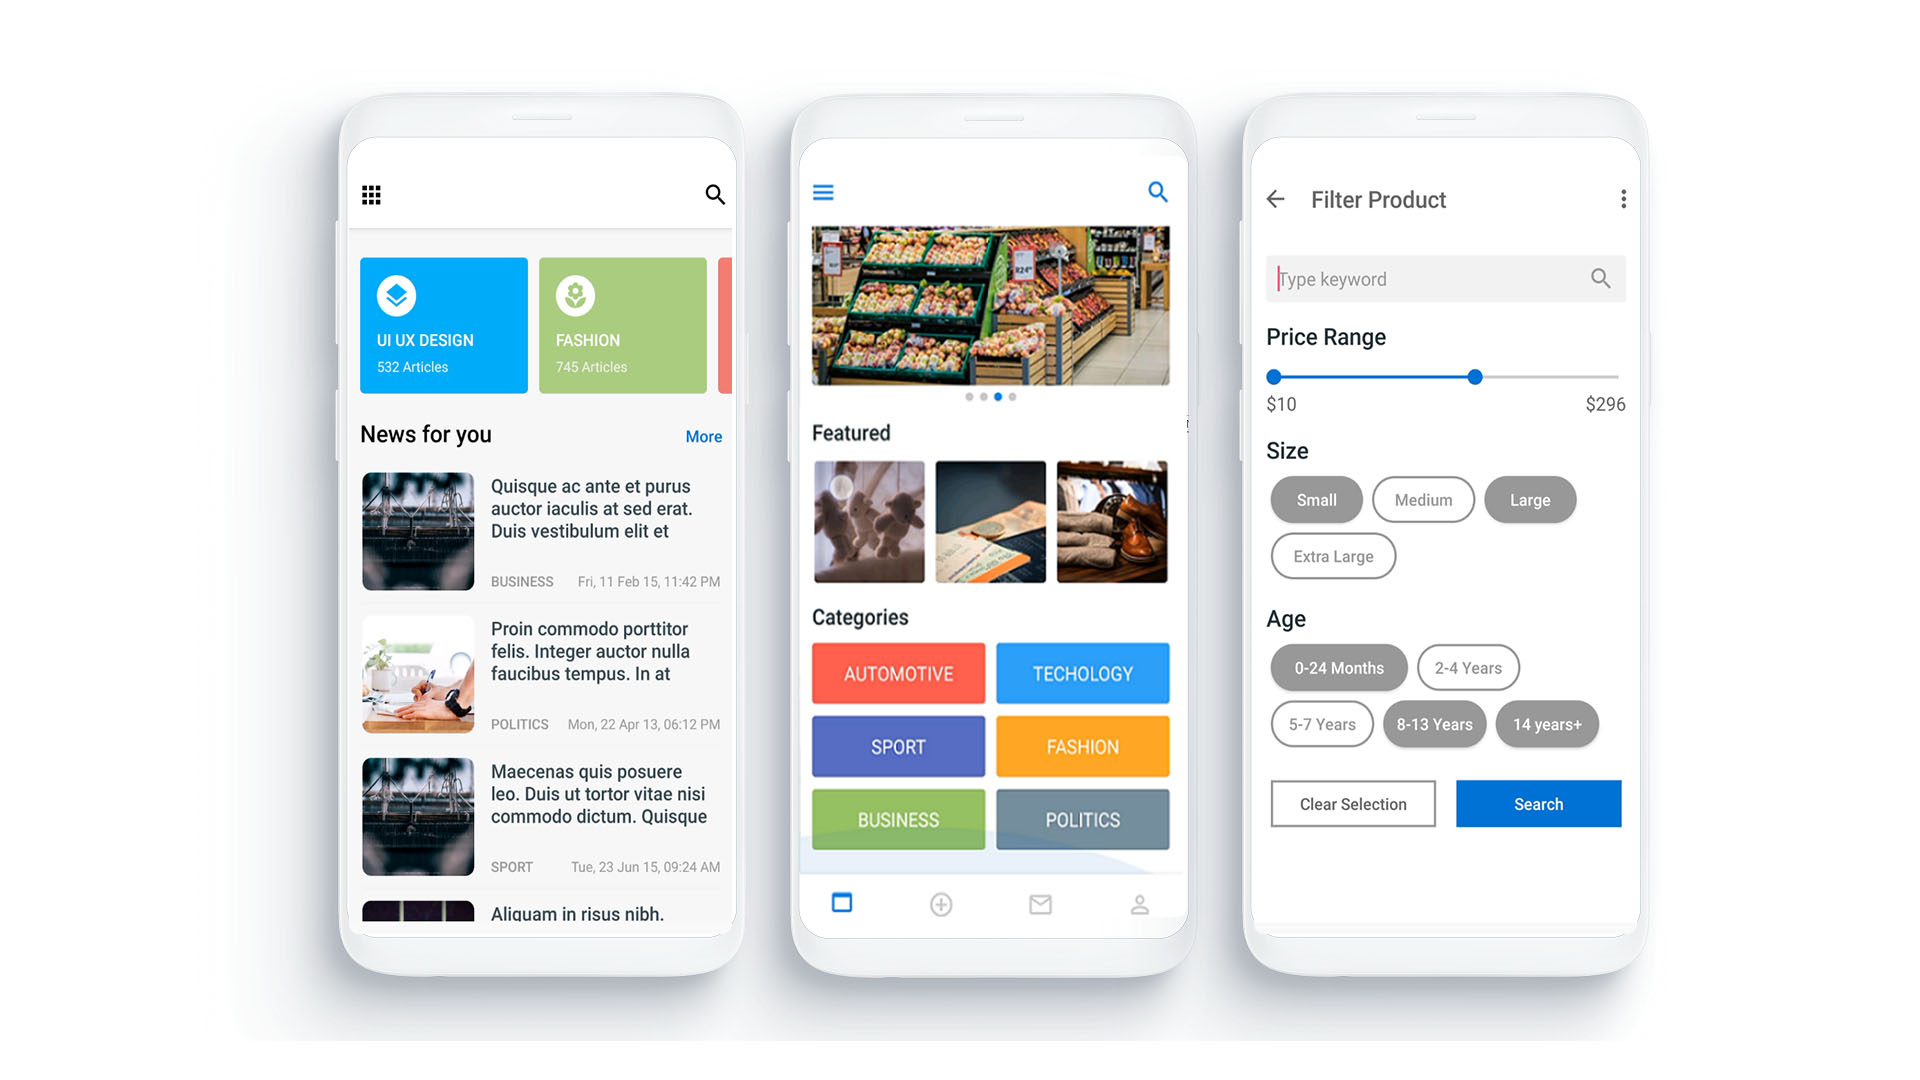 UI UX DESIGN
532 Articles
FASHION
745 Articles
News for you
More
Quisque ac ante et purus
auctor iaculis at sed erat.
Duis vestibulum elit et
BUSINESS
Fri, 11 Feb 15, 11:42 PM
Proin commodo porttitor
felis. Integer auctor nulla
faucibus tempus. In at
POLITICS
Mon, 22 Apr 13, 06:12 PM
Maecenas quis posuere
leo. Duis ut tortor vitae nisi
commodo dictum. Quisque
SPORT
Tue, 23 Jun 15, 09:24 AM
Aliquam in risus nibh.
R24
Featured
Categories
AUTOMOTIVE
TECHOLOGY
SPORT
FASHION
BUSINESS
POLITICS
Filter Product
Type keyword
Price Range
$10
$296
Size
Small
Medium
Large
Extra Large
Age
0-24 Months
2-4 Years
5-7 Years
8-13 Years
14 years+
Clear Selection
Search